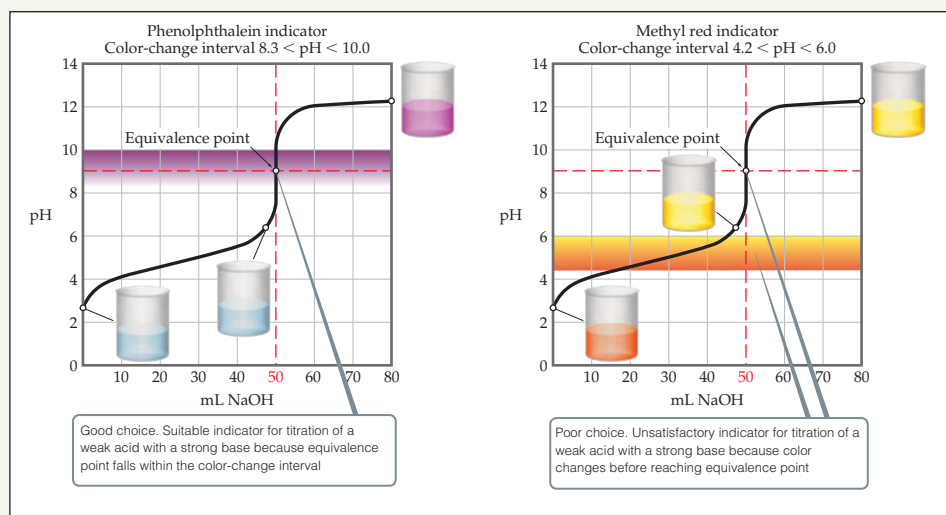 Phenolphthalein indicator
Color-change interval 8.3 < pH < 10.0
14
12
10
8
6
4
2
0
pH
Equivalence point
10
20
30
40
50
60
70
80
mL NaOH
Good choice. Suitable indicator for titration of a
weak acid with a strong base because equivalence
point falls within the color-change interval
Methyl red indicator
Color-change interval 4.2 < pH < 6.0
14
12
10
8
6
4
2
0
pH
Equivalence point
10
20
30
40
50
60
70
80
mL NaOH
Poor choice. Unsatisfactory indicator for titration of a
weak acid with a strong base because color
changes before reaching equivalence point